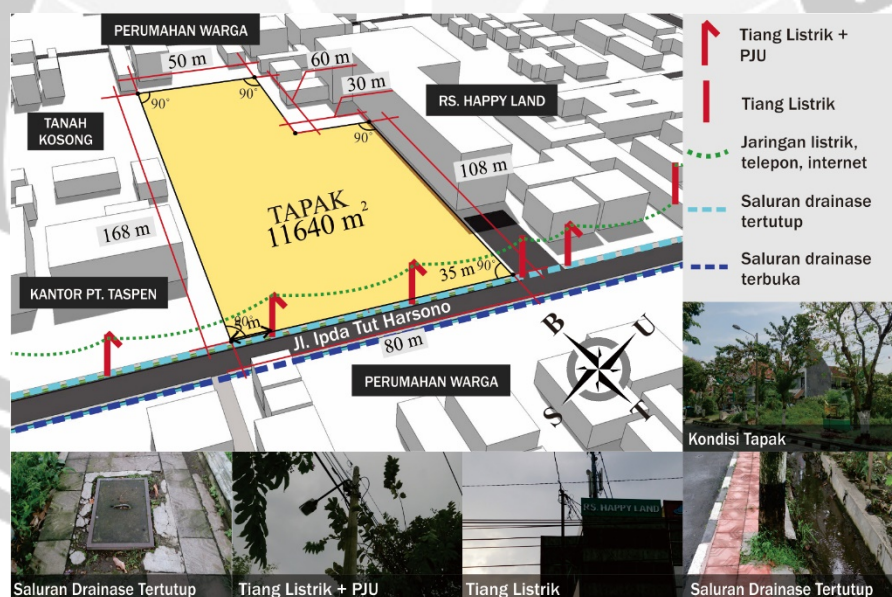 PERUMAHAN WARGA
50 m
60 m
30 m
90°
90°
90°
RS. HAPPY LAND
TANAH
KOSONG
108 m
TAPAK
11640 m²
168 m
KANTOR PT. TASPEN
35 m
90°
Jl. Ipda Tut Harsono
80 m
PERUMAHAN WARGA
B
U
S
T
Tiang Listrik +
PJU
Tiang Listrik
Jaringan listrik,
telepon, internet
Saluran drainase
tertutup
Saluran drainase
terbuka
Kondisi Tapak
Saluran Drainase Tertutup
Tiang Listrik + PJU
RS. HAPPY LAND
Tiang Listrik
Saluran Drainase Tertutup